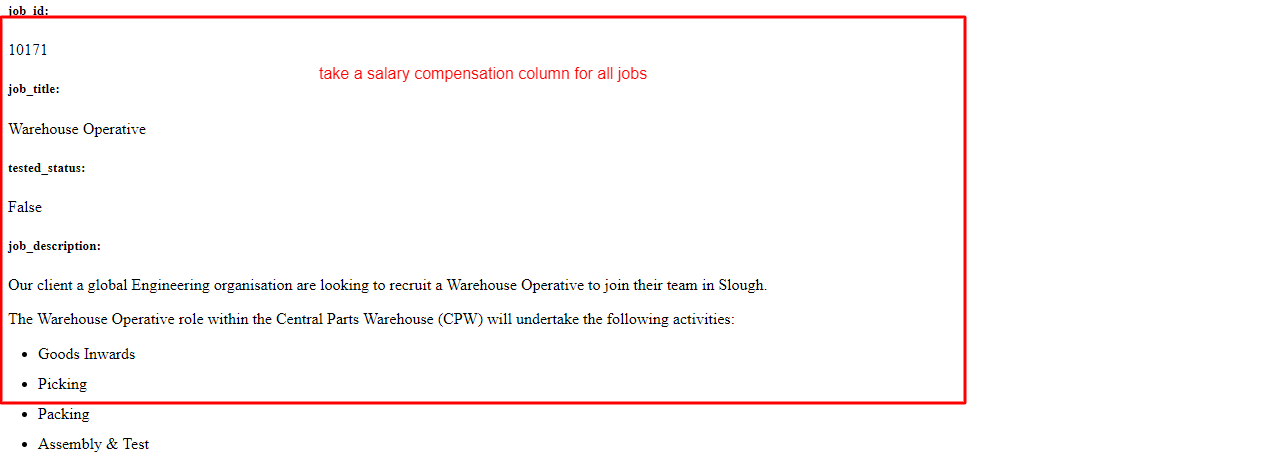 job_id:
10171
take a salary compensation column for all jobs
job_title:
Warehouse Operative
tested_status:
False
job_description:
Our client a global Engineering organisation are looking to recruit a Warehouse Operative to join their team in Slough.
The Warehouse Operative role within the Central Parts Warehouse (CPW) will undertake the following activities:
• Goods Inwards
• Picking
• Packing
• Assembly & Test